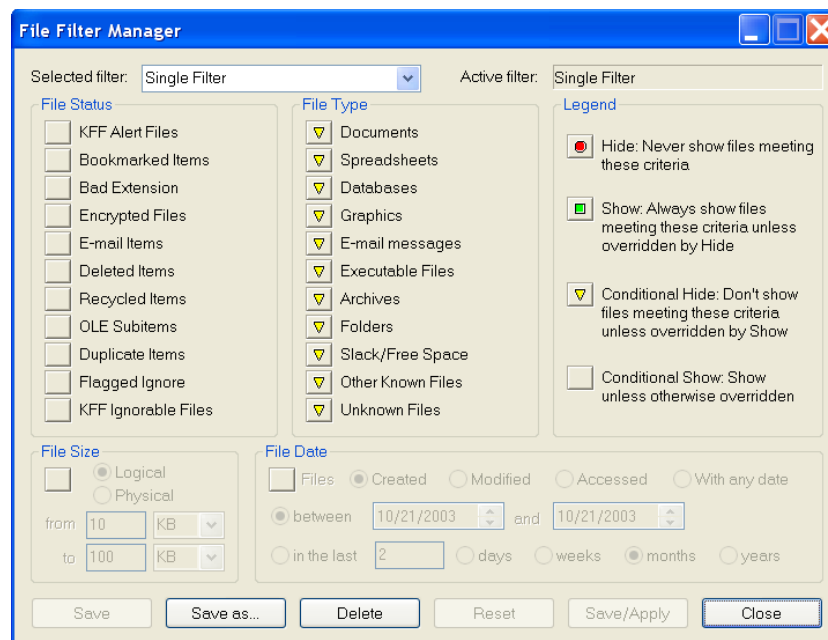 File Filter Manager
Selected filter: Single Filter Active filter: Single Filter
File Status
KFF Alert Files
Bookmarked Items
Bad Extension
Encrypted Files
E-mail Items
Deleted Items
Recycled Items
OLE Subitems
Duplicate Items
Flagged Ignore
KFF Ignorable Files
File Type
Documents
Spreadsheets
Databases
Graphics
E-mail messages
Executable Files
Archives
Folders
Slack/Free Space
Other Known Files
Unknown Files
Legend
Hide: Never show files meeting
these criteria
Show: Always show files
meeting these criteria unless
overridden by Hide
Conditional Hide: Don't show
files meeting these criteria
unless overridden by Show
Conditional Show: Show
unless otherwise overridden
File Size
Logical
Physical
from 10 KB
to 100 KB
File Date
Files Created Modified Accessed With any date
between 10/21/2003 and 10/21/2003
in the last 2 days weeks months years
Save Save as... Delete Reset Save/Apply Close